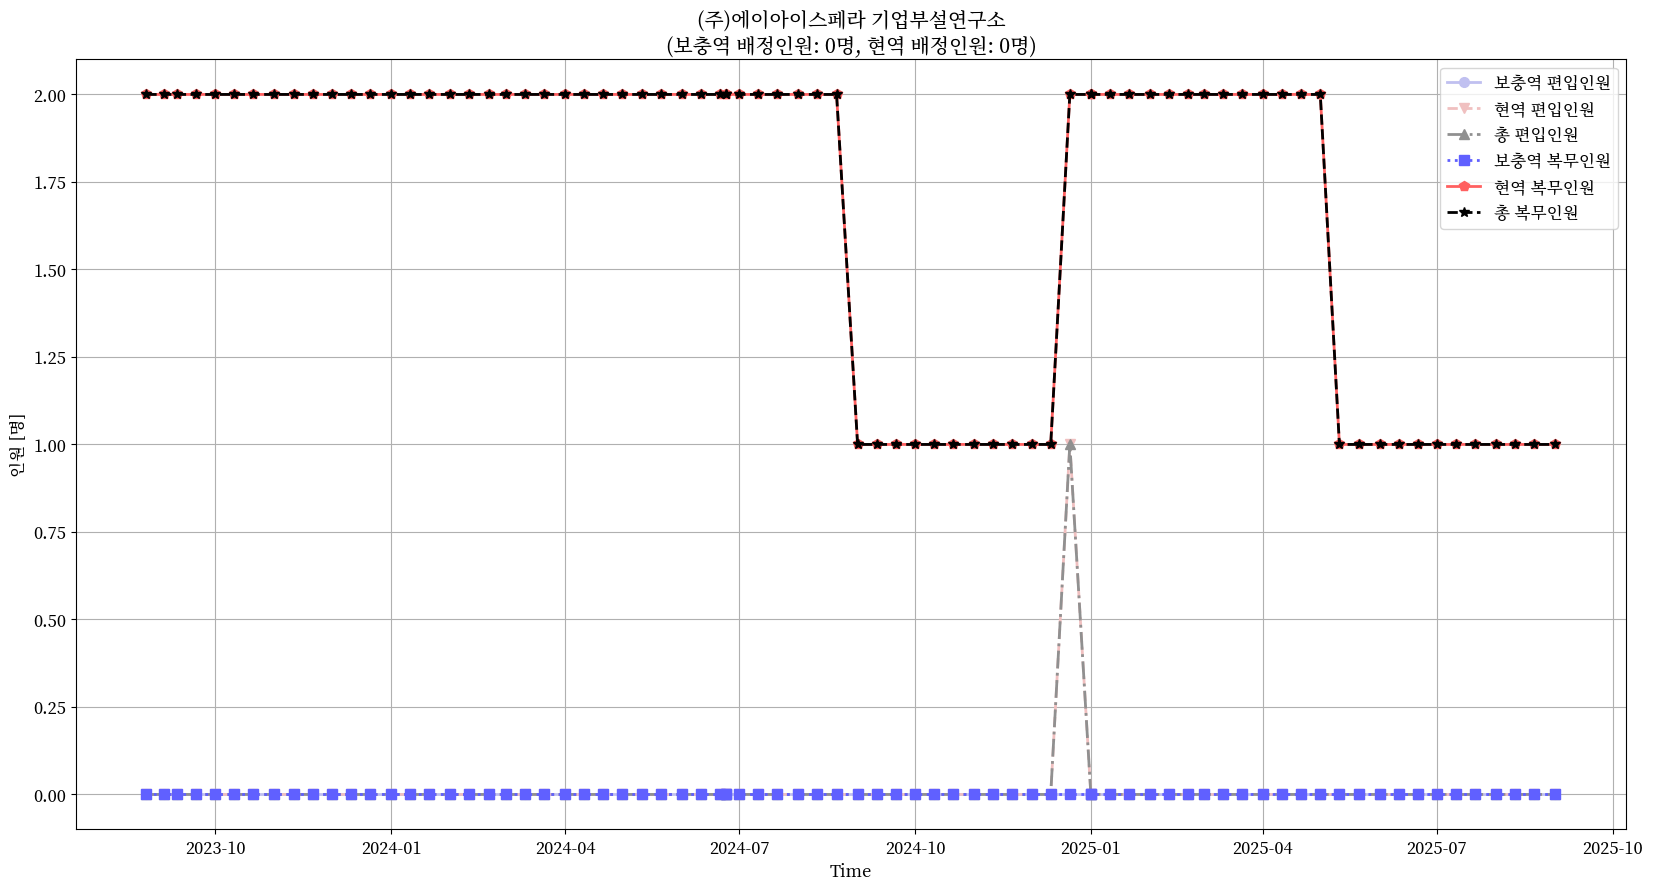 (주)에이아이스페라 기업부설연구소
(보충역 배정인원: 0명, 현역 배정인원: 0명)
보충역 편입인원
현역 편입인원
총 편입인원
보충역 복무인원
현역 복무인원
총 복무인원
인원 [명]
2.00
1.75
1.50
1.25
1.00
0.75
0.50
0.25
0.00
2023-10
2024-01
2024-04
2024-07
2024-10
2025-01
2025-04
2025-07
2025-10
Time